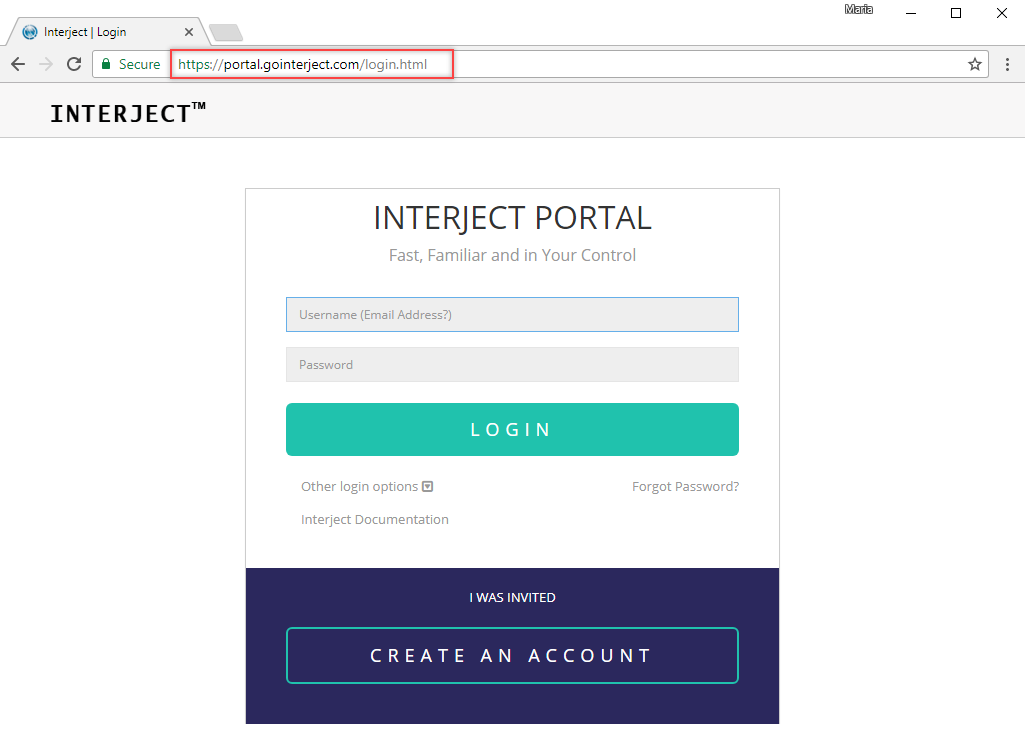 Maria
Interject | Login
Secure https://portal.gointerject.com/login.html
INTERJECT™
INTERJECT PORTAL
Fast, Familiar and in Your Control
Username (Email Address?)
Password
LOGIN
Other login options Forgot Password?
Interject Documentation
I WAS INVITED
CREATE AN ACCOUNT